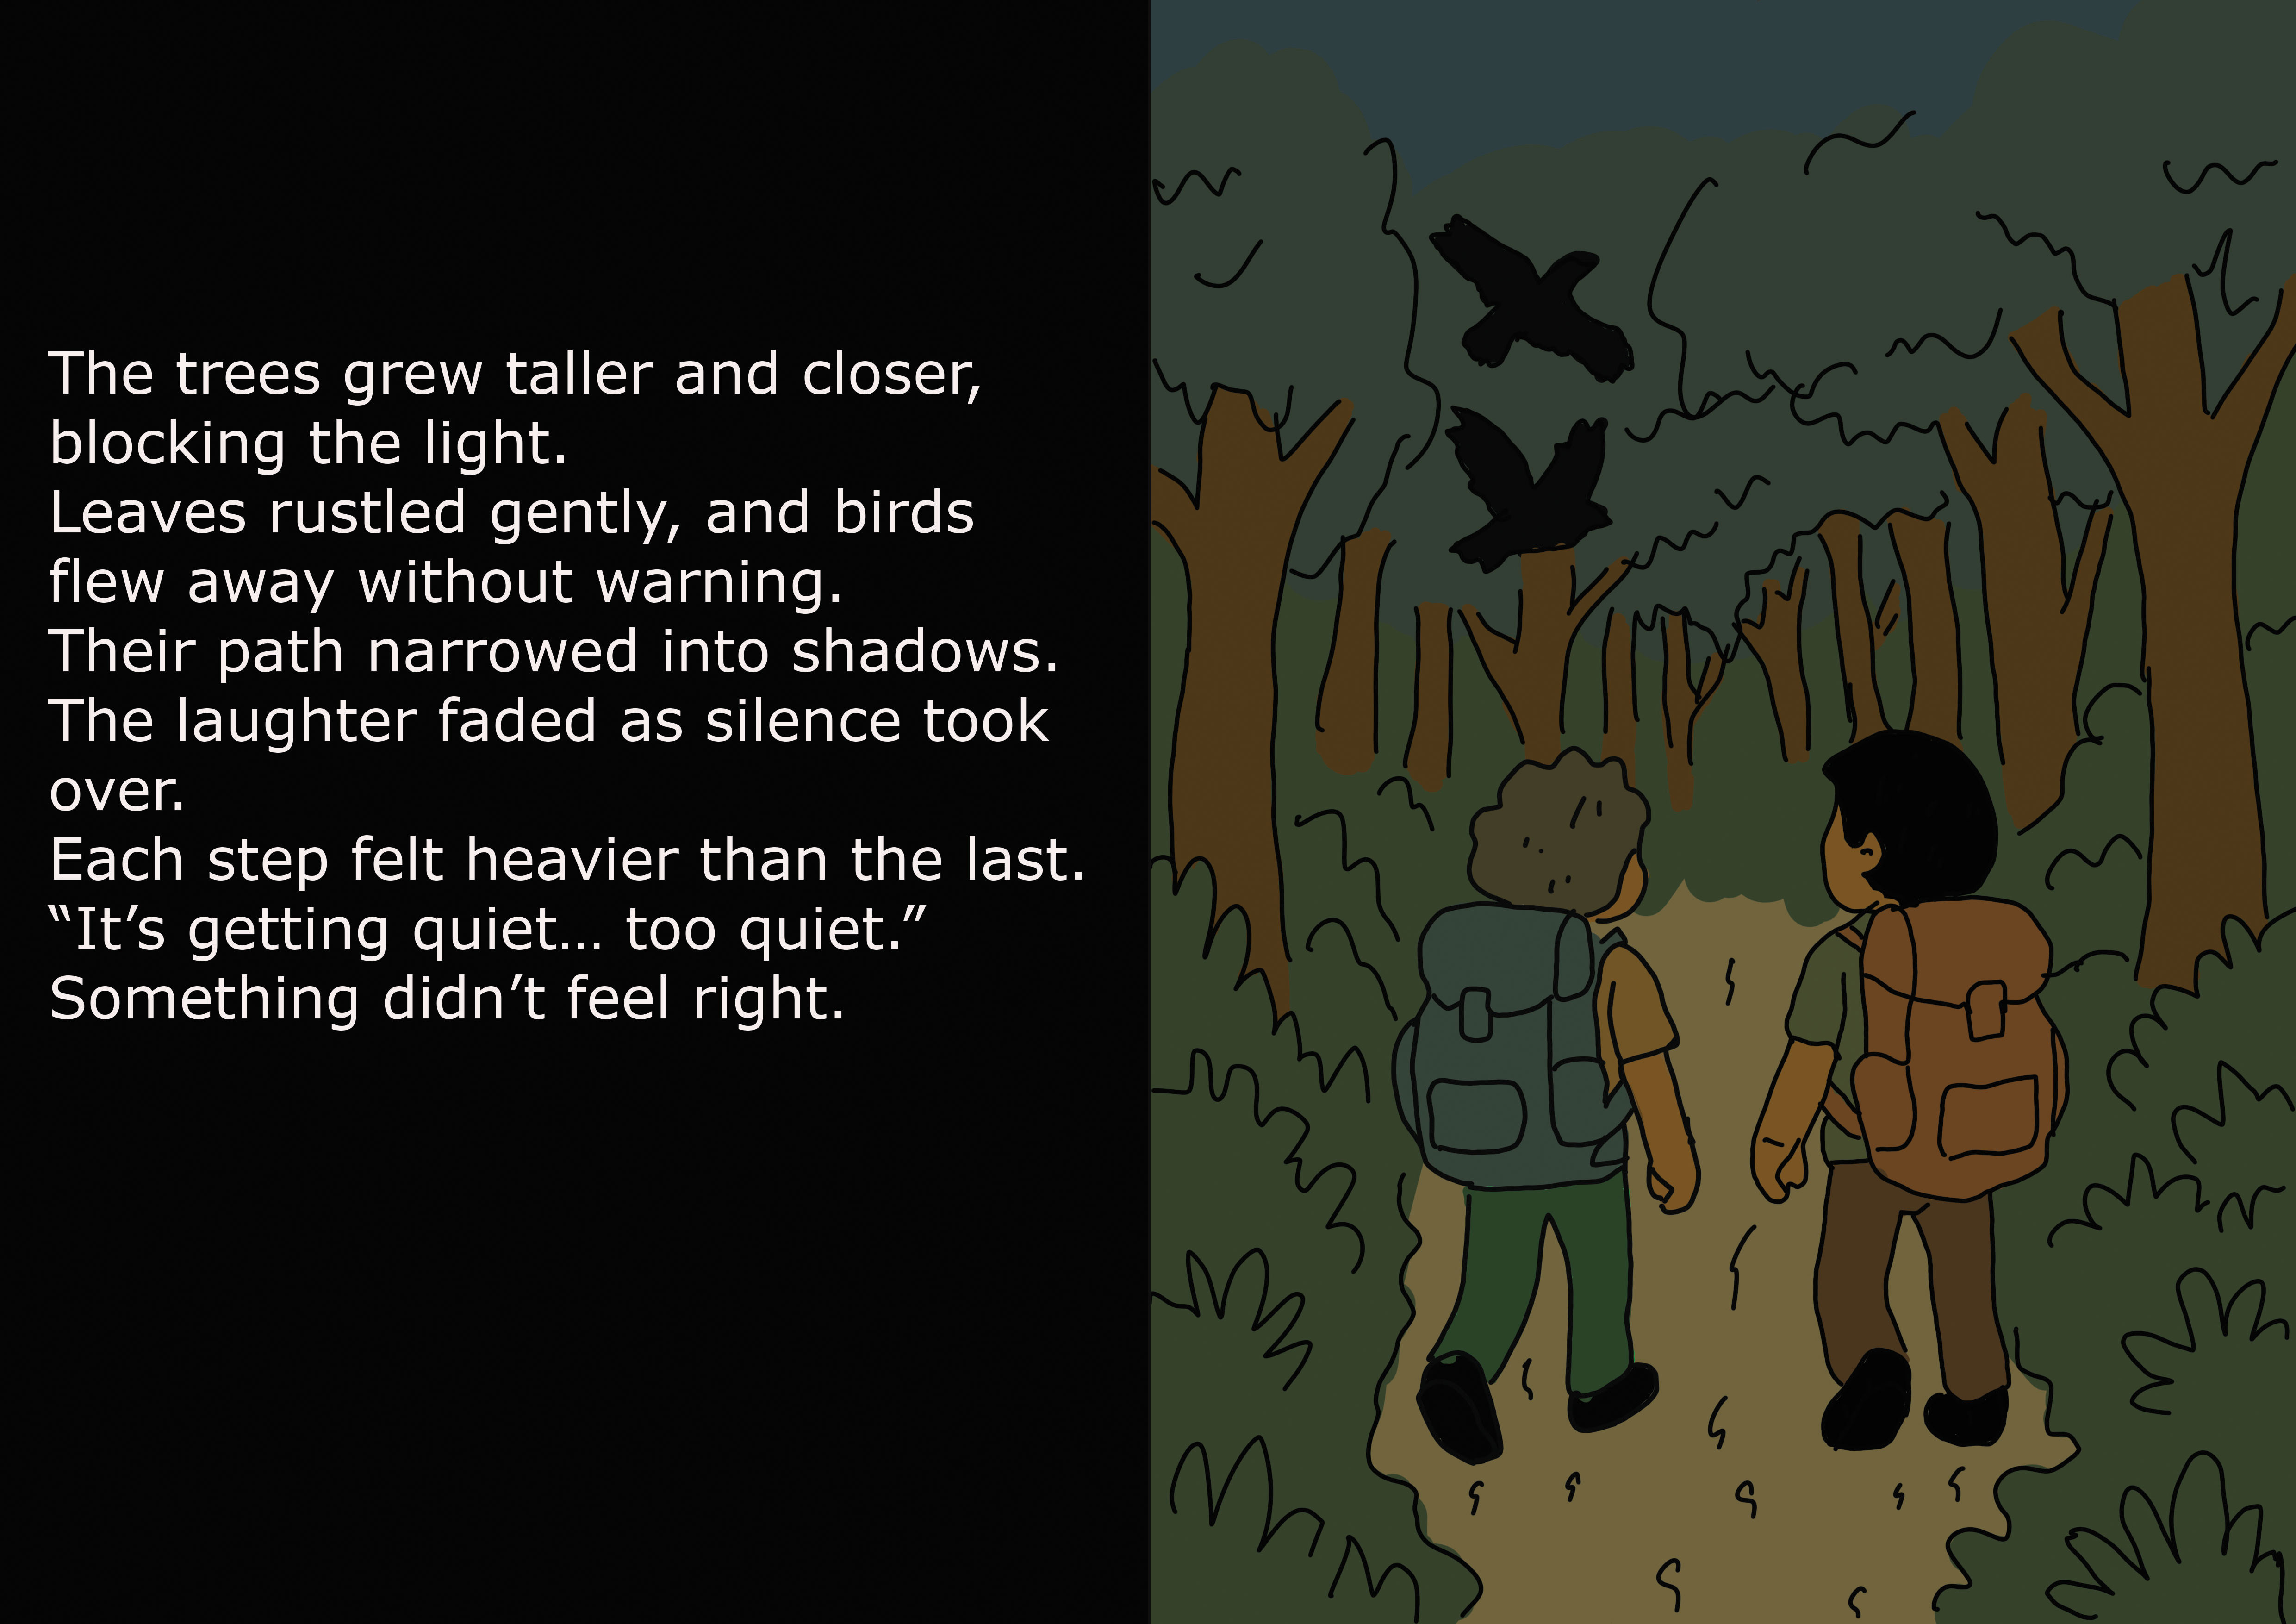 The trees grew taller and closer,
blocking the light.
Leaves rustled gently, and birds
flew away without warning.
Their path narrowed into shadows.
The laughter faded as silence took
over.
Each step felt heavier than the last.
“It’s getting quiet... too quiet.”
Something didn’t feel right.